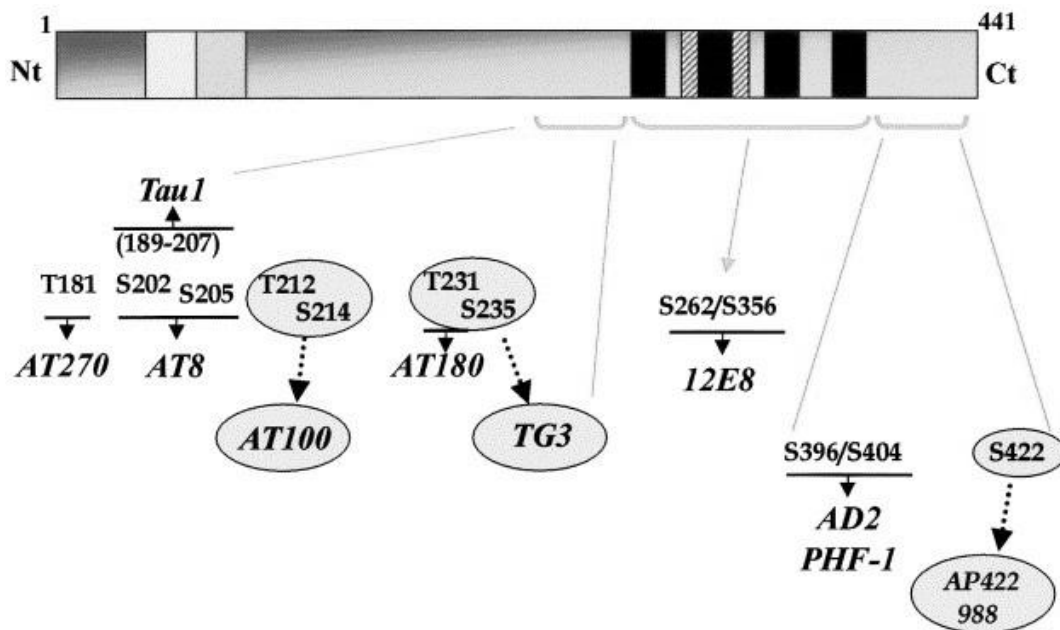 1
441
Nt
Ct
Tau1
(189-207)
T181
S202
S205
T212
S214
T231
S235
S262/S356
AT270
AT8
AT180
12E8
AT100
TG3
S396/S404
S422
AD2
PHF-1
AP422
988